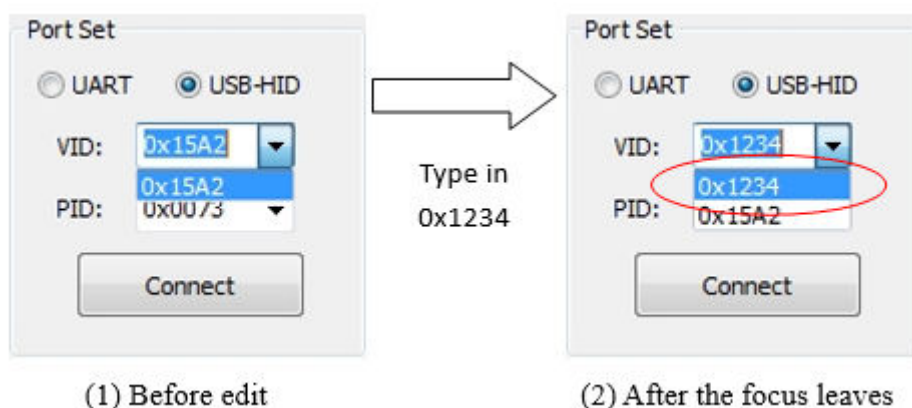 Port Set
UART USB-HID
VID: 0x15A2
0x15A2
PID: 0x0073
Connect
(1) Before edit
Type in
0x1234
Port Set
UART USB-HID
VID: 0x1234
0x1234
PID: 0x15A2
Connect
(2) After the focus leaves